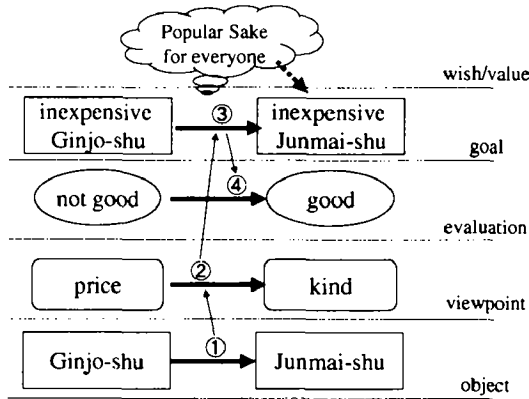 Popular Sake
for everyone
wish/value
inexpensive
Ginjo-shu
③
inexpensive
Junmai-shu
goal
not good
④
good
evaluation
price
②
kind
viewpoint
Ginjo-shu
①
Junmai-shu
object